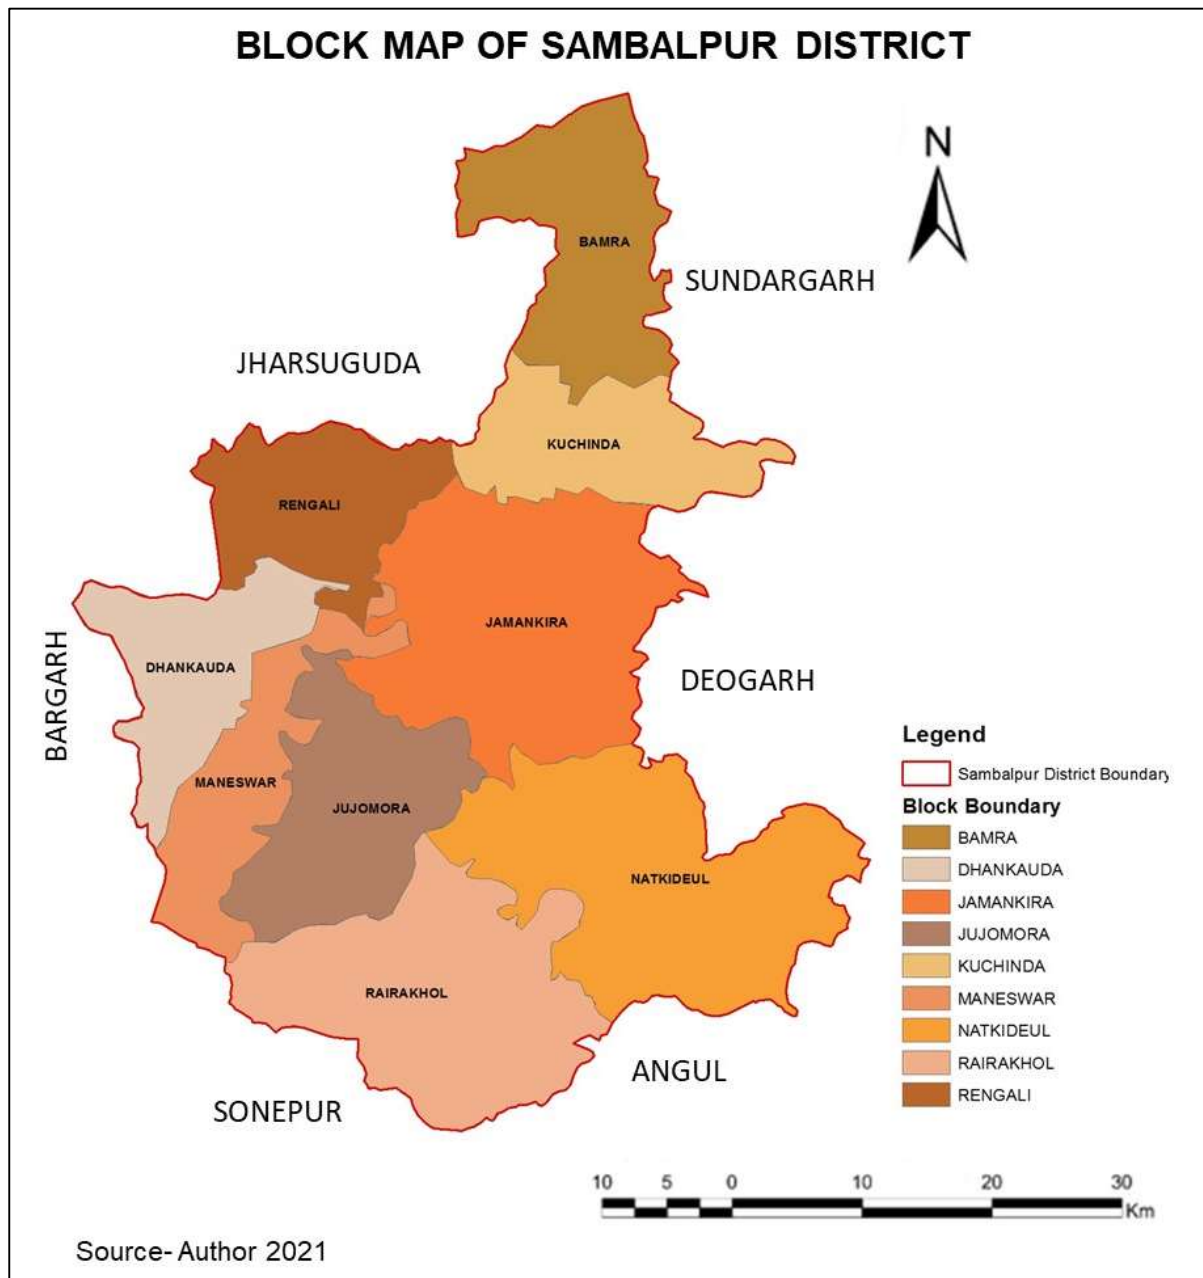 BLOCK MAP OF SAMBALPUR DISTRICT
N
BAMRA
SUNDARGARH
JHARSUGUDA
KUCHINDA
RENGALI
JAMANKIRA
DHANKAUDA
BARGARH
DEOGARH
MANESWAR
JUJOMORA
NATKIDEUL
RAIRAKHOL
ANGUL
SONEPUR
Legend
Sambalpur District Boundary
Block Boundary
BAMRA
DHANKAUDA
JAMANKIRA
JUJOMORA
KUCHINDA
MANESWAR
NATKIDEUL
RAIRAKHOL
RENGALI
10 5 0 10 20 30
Km
Source- Author 2021